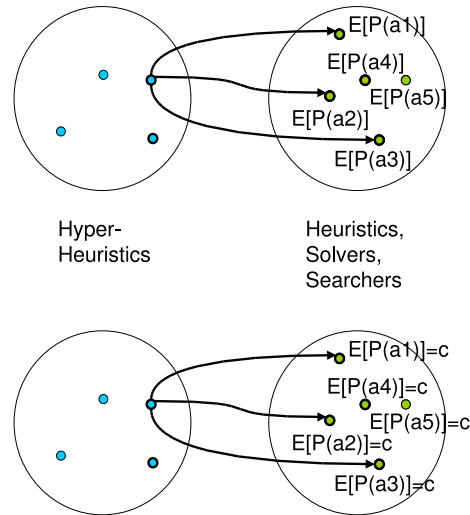 E[P(a1)]
E[P(a4)]
E[P(a5)]
E[P(a2)]
E[P(a3)]
Hyper-
Heuristics
Heuristics,
Solvers,
Searchers
E[P(a1)]=c
E[P(a4)]=c
E[P(a5)]=c
E[P(a2)]=c
E[P(a3)]=c